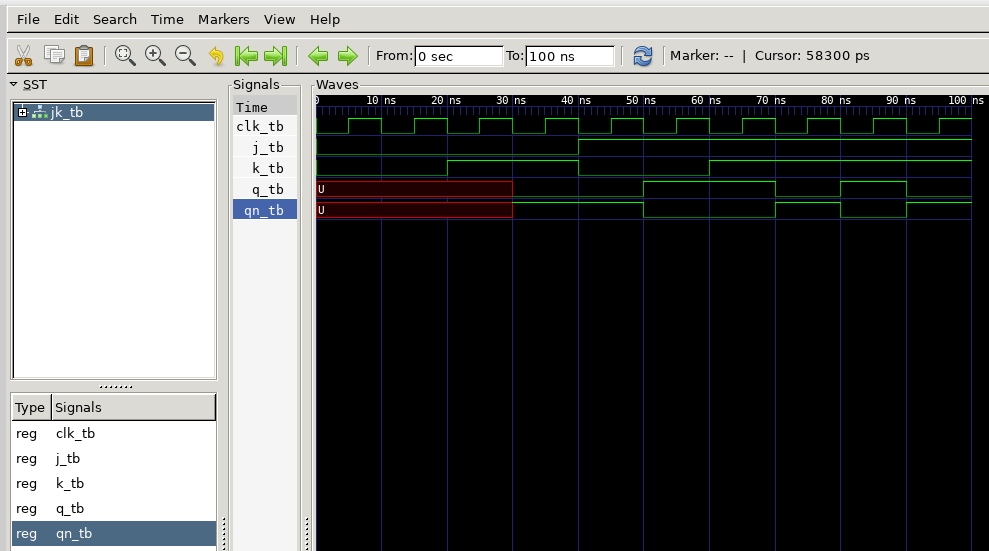 File Edit Search Time Markers View Help
From: 0 sec To: 100 ns Marker: -- | Cursor: 58300 ps
SST
jk_tb
Type Signals
reg clk_tb
reg j_tb
reg k_tb
reg q_tb
reg qn_tb
Signals
Time
clk_tb
j_tb
k_tb
q_tb
qn_tb
Waves
0 10 ns 20 ns 30 ns 40 ns 50 ns 60 ns 70 ns 80 ns 90 ns 100 ns
U
U